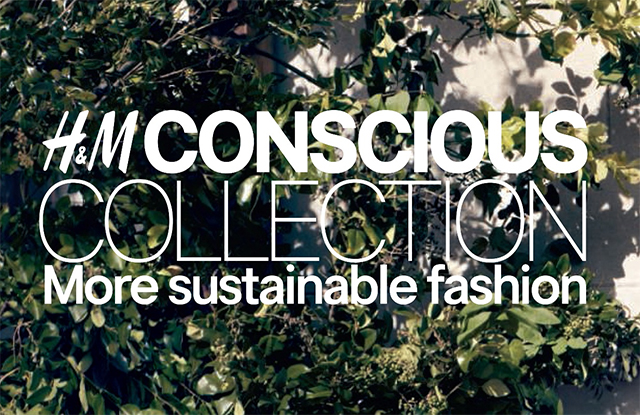 H&M CONSCIOUS
COLLECTION
More sustainable fashion